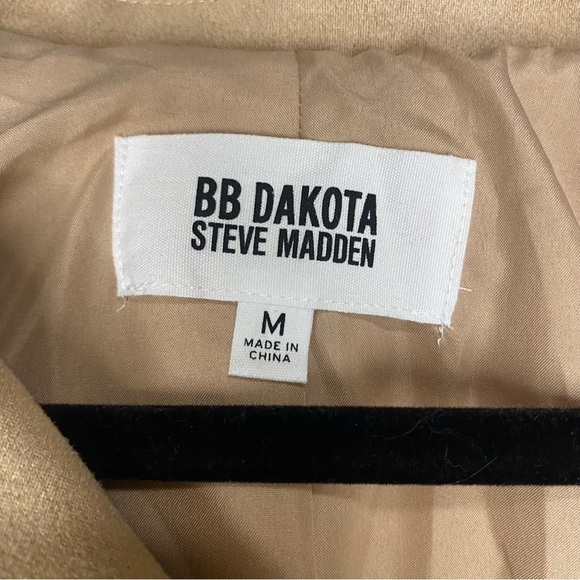 BB DAKOTA
STEVE MADDEN
M
MADE IN
CHINA